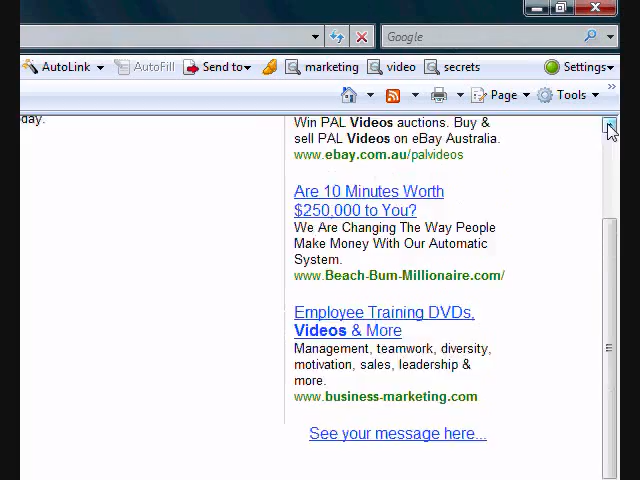 Google
AutoLink AutoFill Send to marketing video secrets Settings
Page Tools
day.
Win PAL Videos auctions. Buy &
sell PAL Videos on eBay Australia.
www.ebay.com.au/palvideos
Are 10 Minutes Worth
$250,000 to You?
We Are Changing The Way People
Make Money With Our Automatic
System.
www.Beach-Bum-Millionaire.com/
Employee Training DVDs,
Videos & More
Management, teamwork, diversity,
motivation, sales, leadership &
more.
www.business-marketing.com
See your message here...